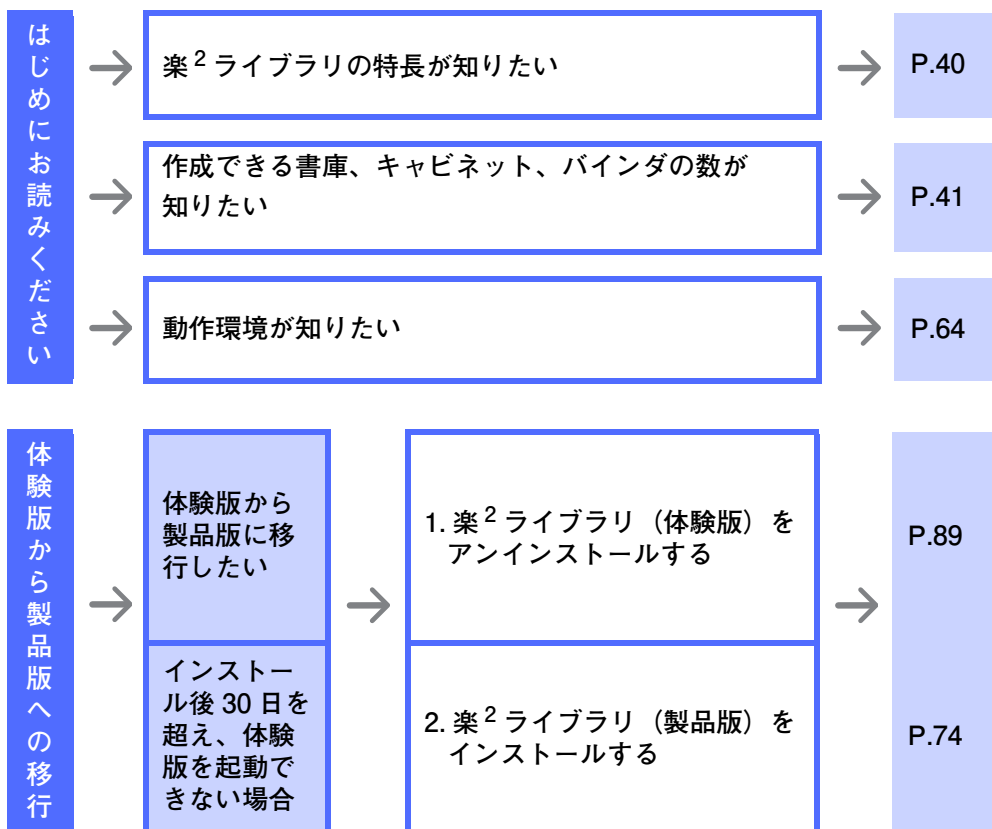 はじめにお読みください
楽2 ライブラリの特長が知りたい
P.40
作成できる書庫、キャビネット、バインダの数が
知りたい
P.41
動作環境が知りたい
P.64
体験版から製品版への移行
体験版から
製品版に移
行したい
1. 楽2 ライブラリ（体験版）を
アンインストールする
P.89
インストー
ル後 30 日を
超え、体験
版を起動で
きない場合
2. 楽2 ライブラリ（製品版）を
インストールする
P.74